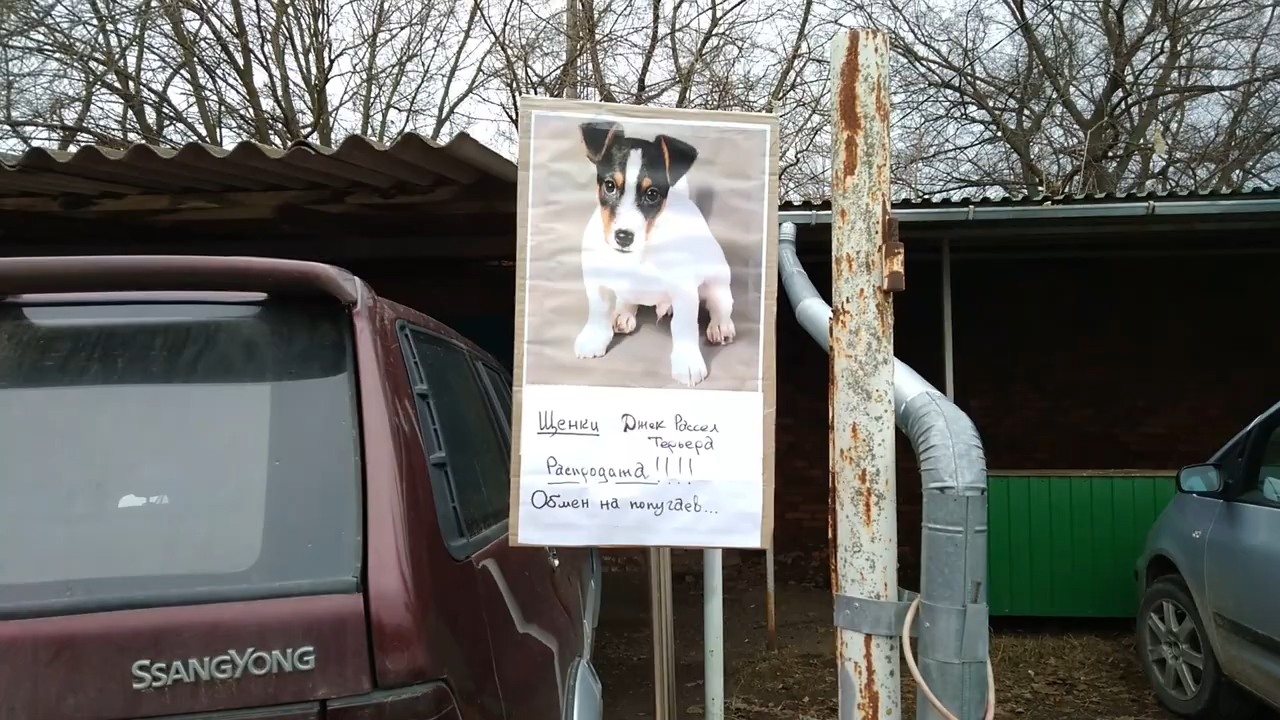 Щенки Джек Рассел
Терьера
Распродажа!!!!
Обмен на попугаев...
SSANGYONG